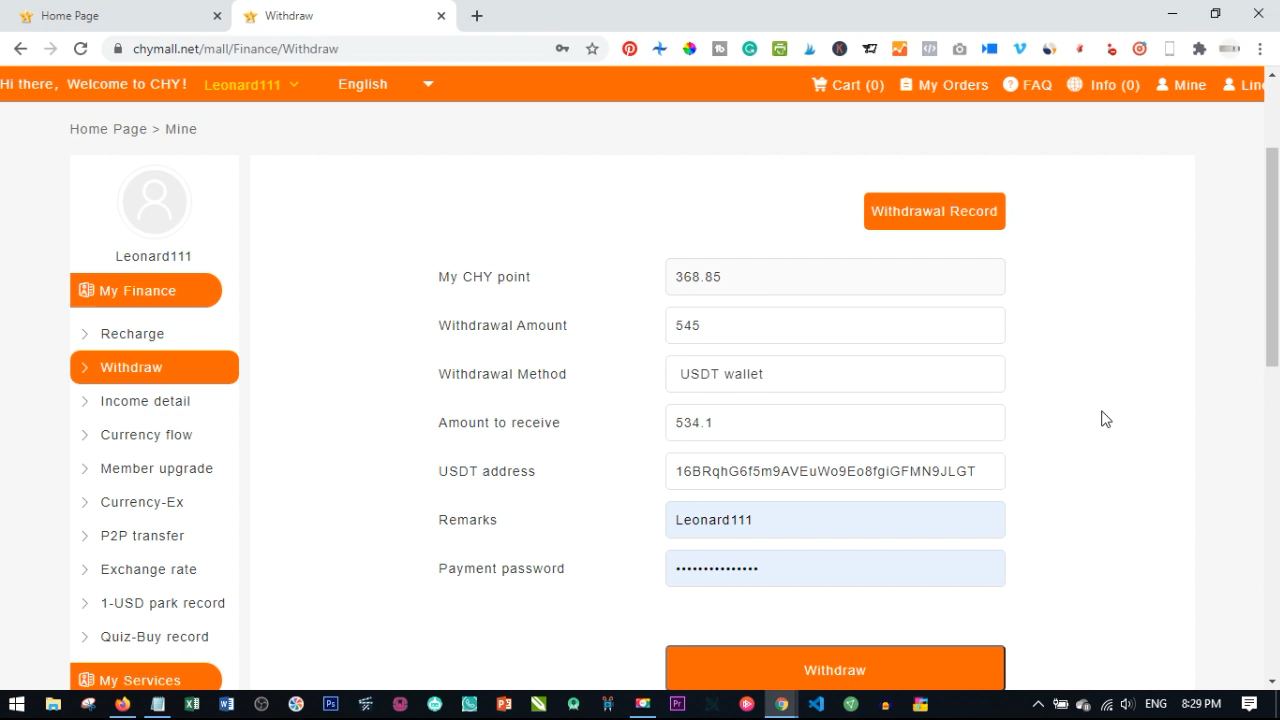 Home Page
Withdraw
chymall.net/mall/Finance/Withdraw
Hi there, Welcome to CHY! Leonard111 English Cart (0) My Orders FAQ Info (0) Mine Line
Home Page > Mine
Leonard111
My Finance
Recharge
Withdraw
Income detail
Currency flow
Member upgrade
Currency-Ex
P2P transfer
Exchange rate
1-USD park record
Quiz-Buy record
My Services
Withdrawal Record
My CHY point 368.85
Withdrawal Amount 545
Withdrawal Method USDT wallet
Amount to receive 534.1
USDT address 16BRqhG6f5m9AVEuWo9Eo8fgiGFMN9JLGT
Remarks Leonard111
Payment password •••••••••••••••
Withdraw
ENG 8:29 PM